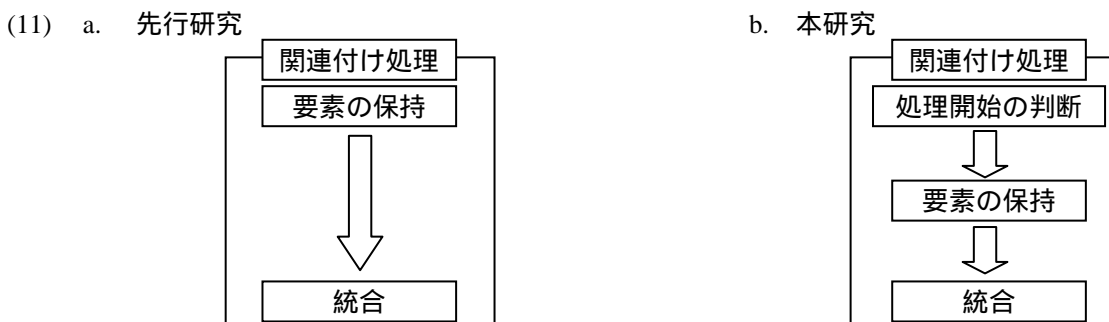 (11) a. 先行研究 b. 本研究
関連付け処理 関連付け処理
要素の保持 処理開始の判断
要素の保持
統合 統合